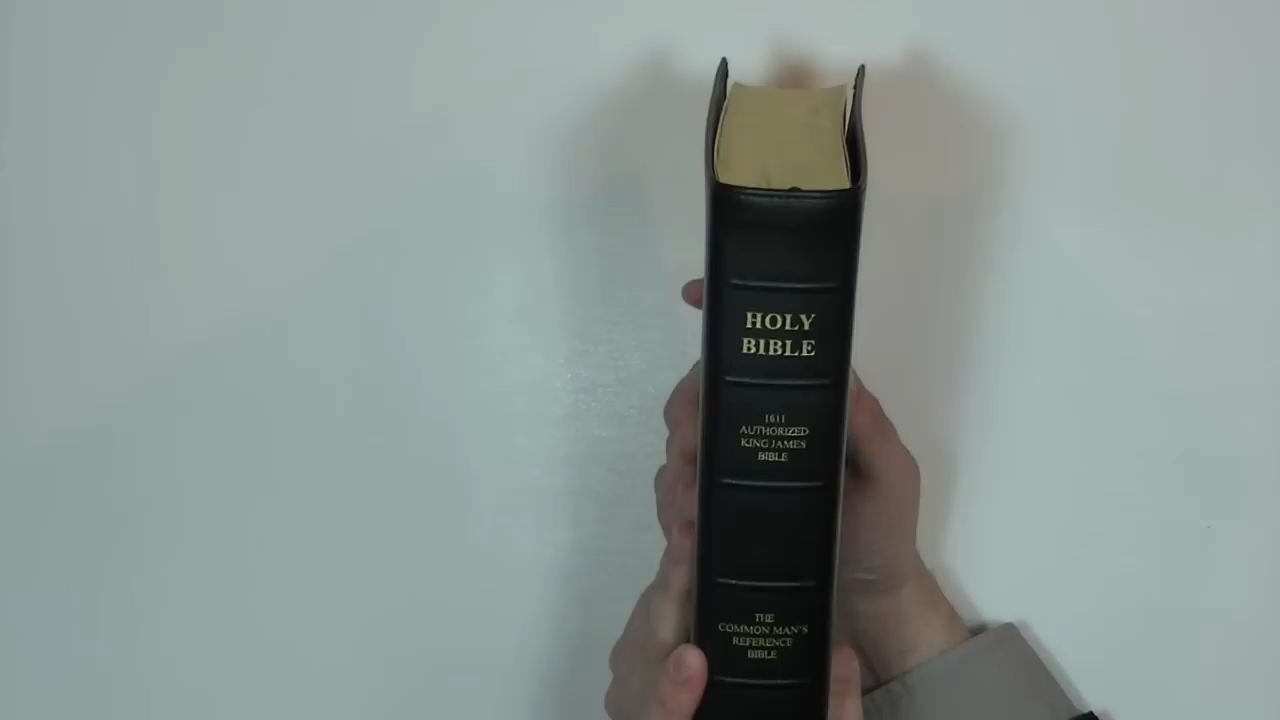 HOLY
BIBLE
1611
AUTHORIZED
KING JAMES
BIBLE
THE
COMMON MAN'S
REFERENCE
BIBLE